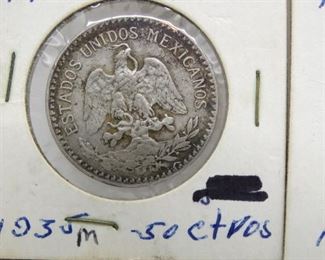 ESTADOS UNIDOS MEXICANOS
1935 M 50 ctvos